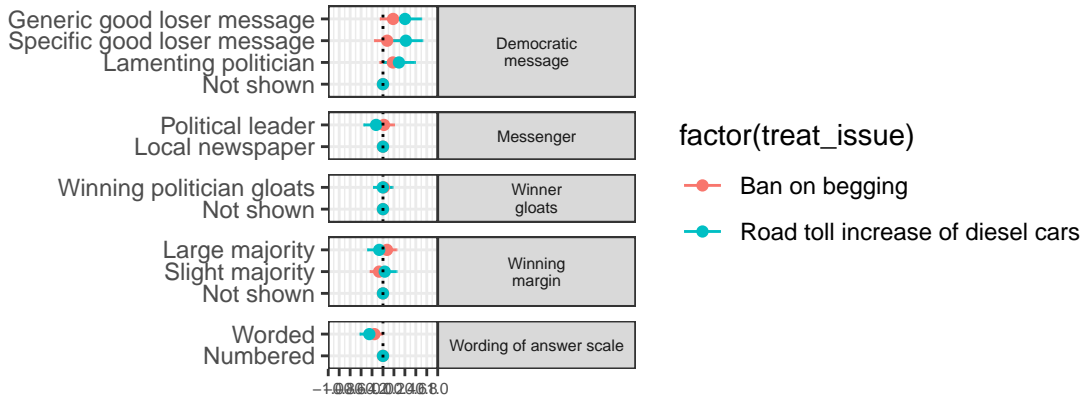 Generic good loser message
Specific good loser message
Lamenting politician
Not shown
Democratic
message
Political leader
Local newspaper
Messenger
Winning politician gloats
Not shown
Winner
gloats
Large majority
Slight majority
Not shown
Winning
margin
Worded
Numbered
Wording of answer scale
factor(treat_issue)
Ban on begging
Road toll increase of diesel cars